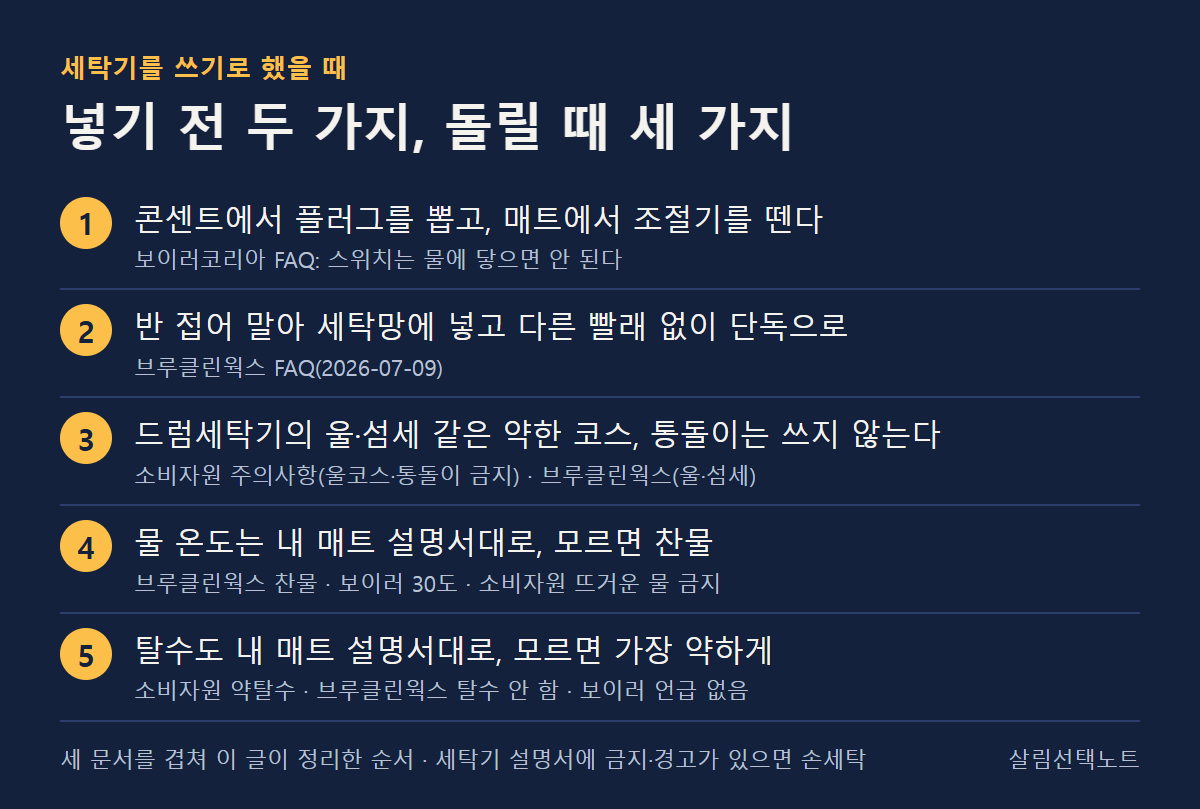 세탁기를 쓰기로 했을 때
넣기 전 두 가지, 돌릴 때 세 가지
1 콘센트에서 플러그를 뽑고, 매트에서 조절기를 뗀다
보이러코리아 FAQ: 스위치는 물에 닿으면 안 된다
2 반 접어 말아 세탁망에 넣고 다른 빨래 없이 단독으로
브루클린웍스 FAQ(2026-07-09)
3 드럼세탁기의 울·섬세 같은 약한 코스, 통돌이는 쓰지 않는다
소비자원 주의사항(울코스·통돌이 금지) · 브루클린웍스(울·섬세)
4 물 온도는 내 매트 설명서대로, 모르면 찬물
브루클린웍스 찬물 · 보이러 30도 · 소비자원 뜨거운 물 금지
5 탈수도 내 매트 설명서대로, 모르면 가장 약하게
소비자원 약탈수 · 브루클린웍스 탈수 안 함 · 보이러 언급 없음
세 문서를 겹쳐 이 글이 정리한 순서 · 세탁기 설명서에 금지·경고가 있으면 손세탁
살림선택노트